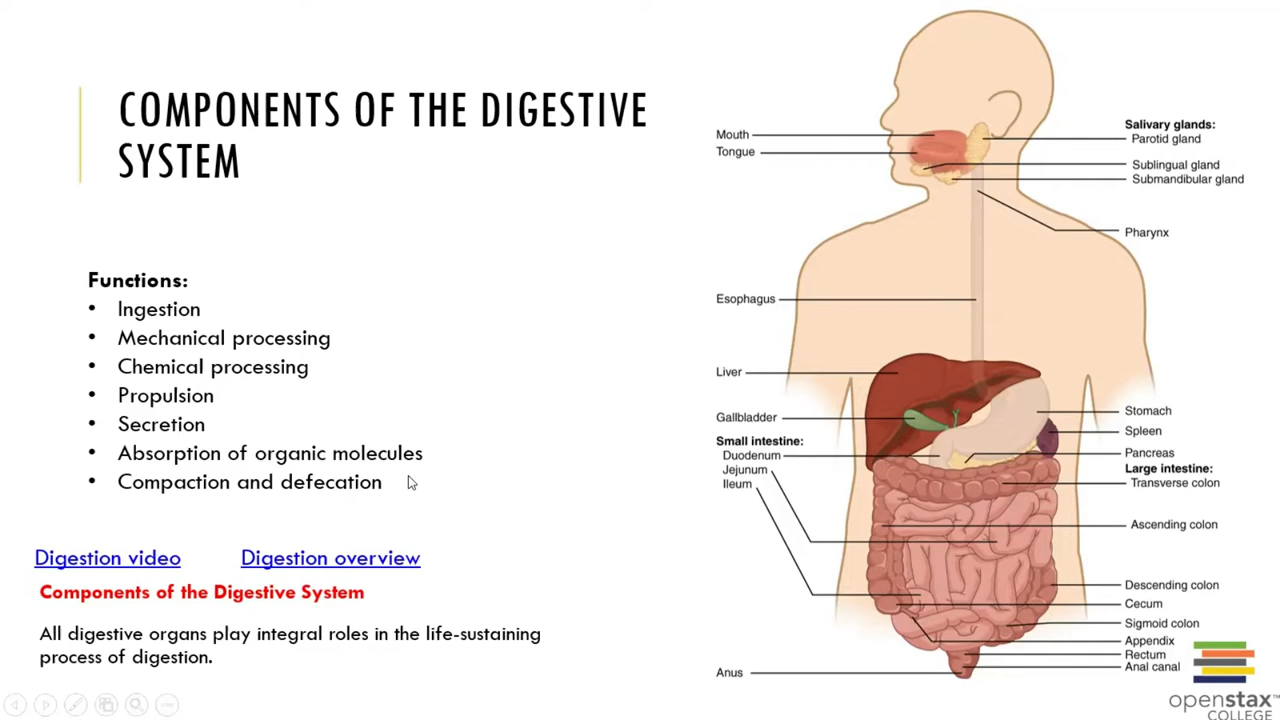 COMPONENTS OF THE DIGESTIVE
SYSTEM
Functions:
• Ingestion
• Mechanical processing
• Chemical processing
• Propulsion
• Secretion
• Absorption of organic molecules
• Compaction and defecation
Digestion video
Digestion overview
Components of the Digestive System
All digestive organs play integral roles in the life-sustaining
process of digestion.
Mouth
Tongue
Esophagus
Liver
Gallbladder
Small intestine:
Duodenum
Jejunum
Ileum
Anus
Salivary glands:
Parotid gland
Sublingual gland
Submandibular gland
Pharynx
Stomach
Spleen
Pancreas
Large intestine:
Transverse colon
Ascending colon
Descending colon
Cecum
Sigmoid colon
Appendix
Rectum
Anal canal
openstax™
COLLEGE